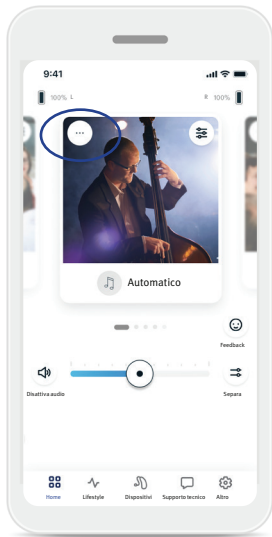 9:41
100% L
R 100%
Automatico
Feedback
Disattiva audio
Separa
Home Lifestyle Dispositivi Supporto tecnico Altro